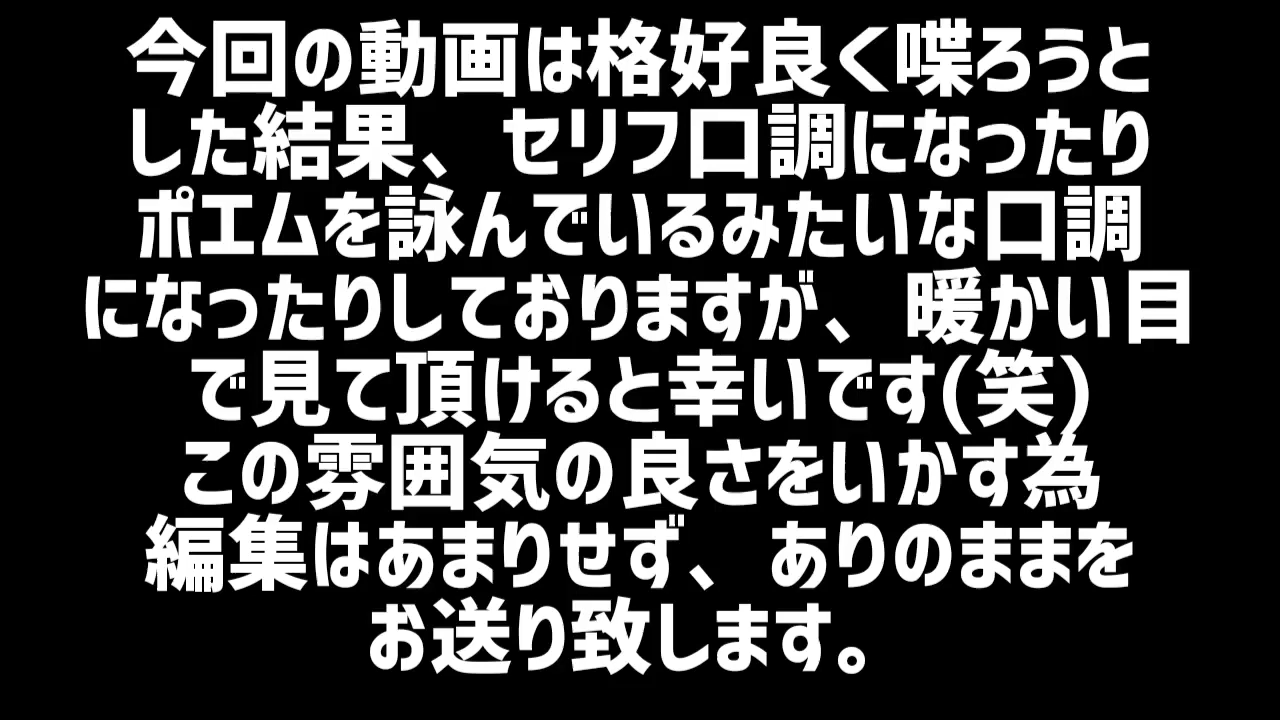 今回の動画は格好良く喋ろうと
した結果、セリフ口調になったり
ポエムを詠んでいるみたいな口調
になったりしておりますが、暖かい目
で見て頂けると幸いです(笑)
この雰囲気の良さをいかす為
編集はあまりせず、ありのままを
お送り致します。